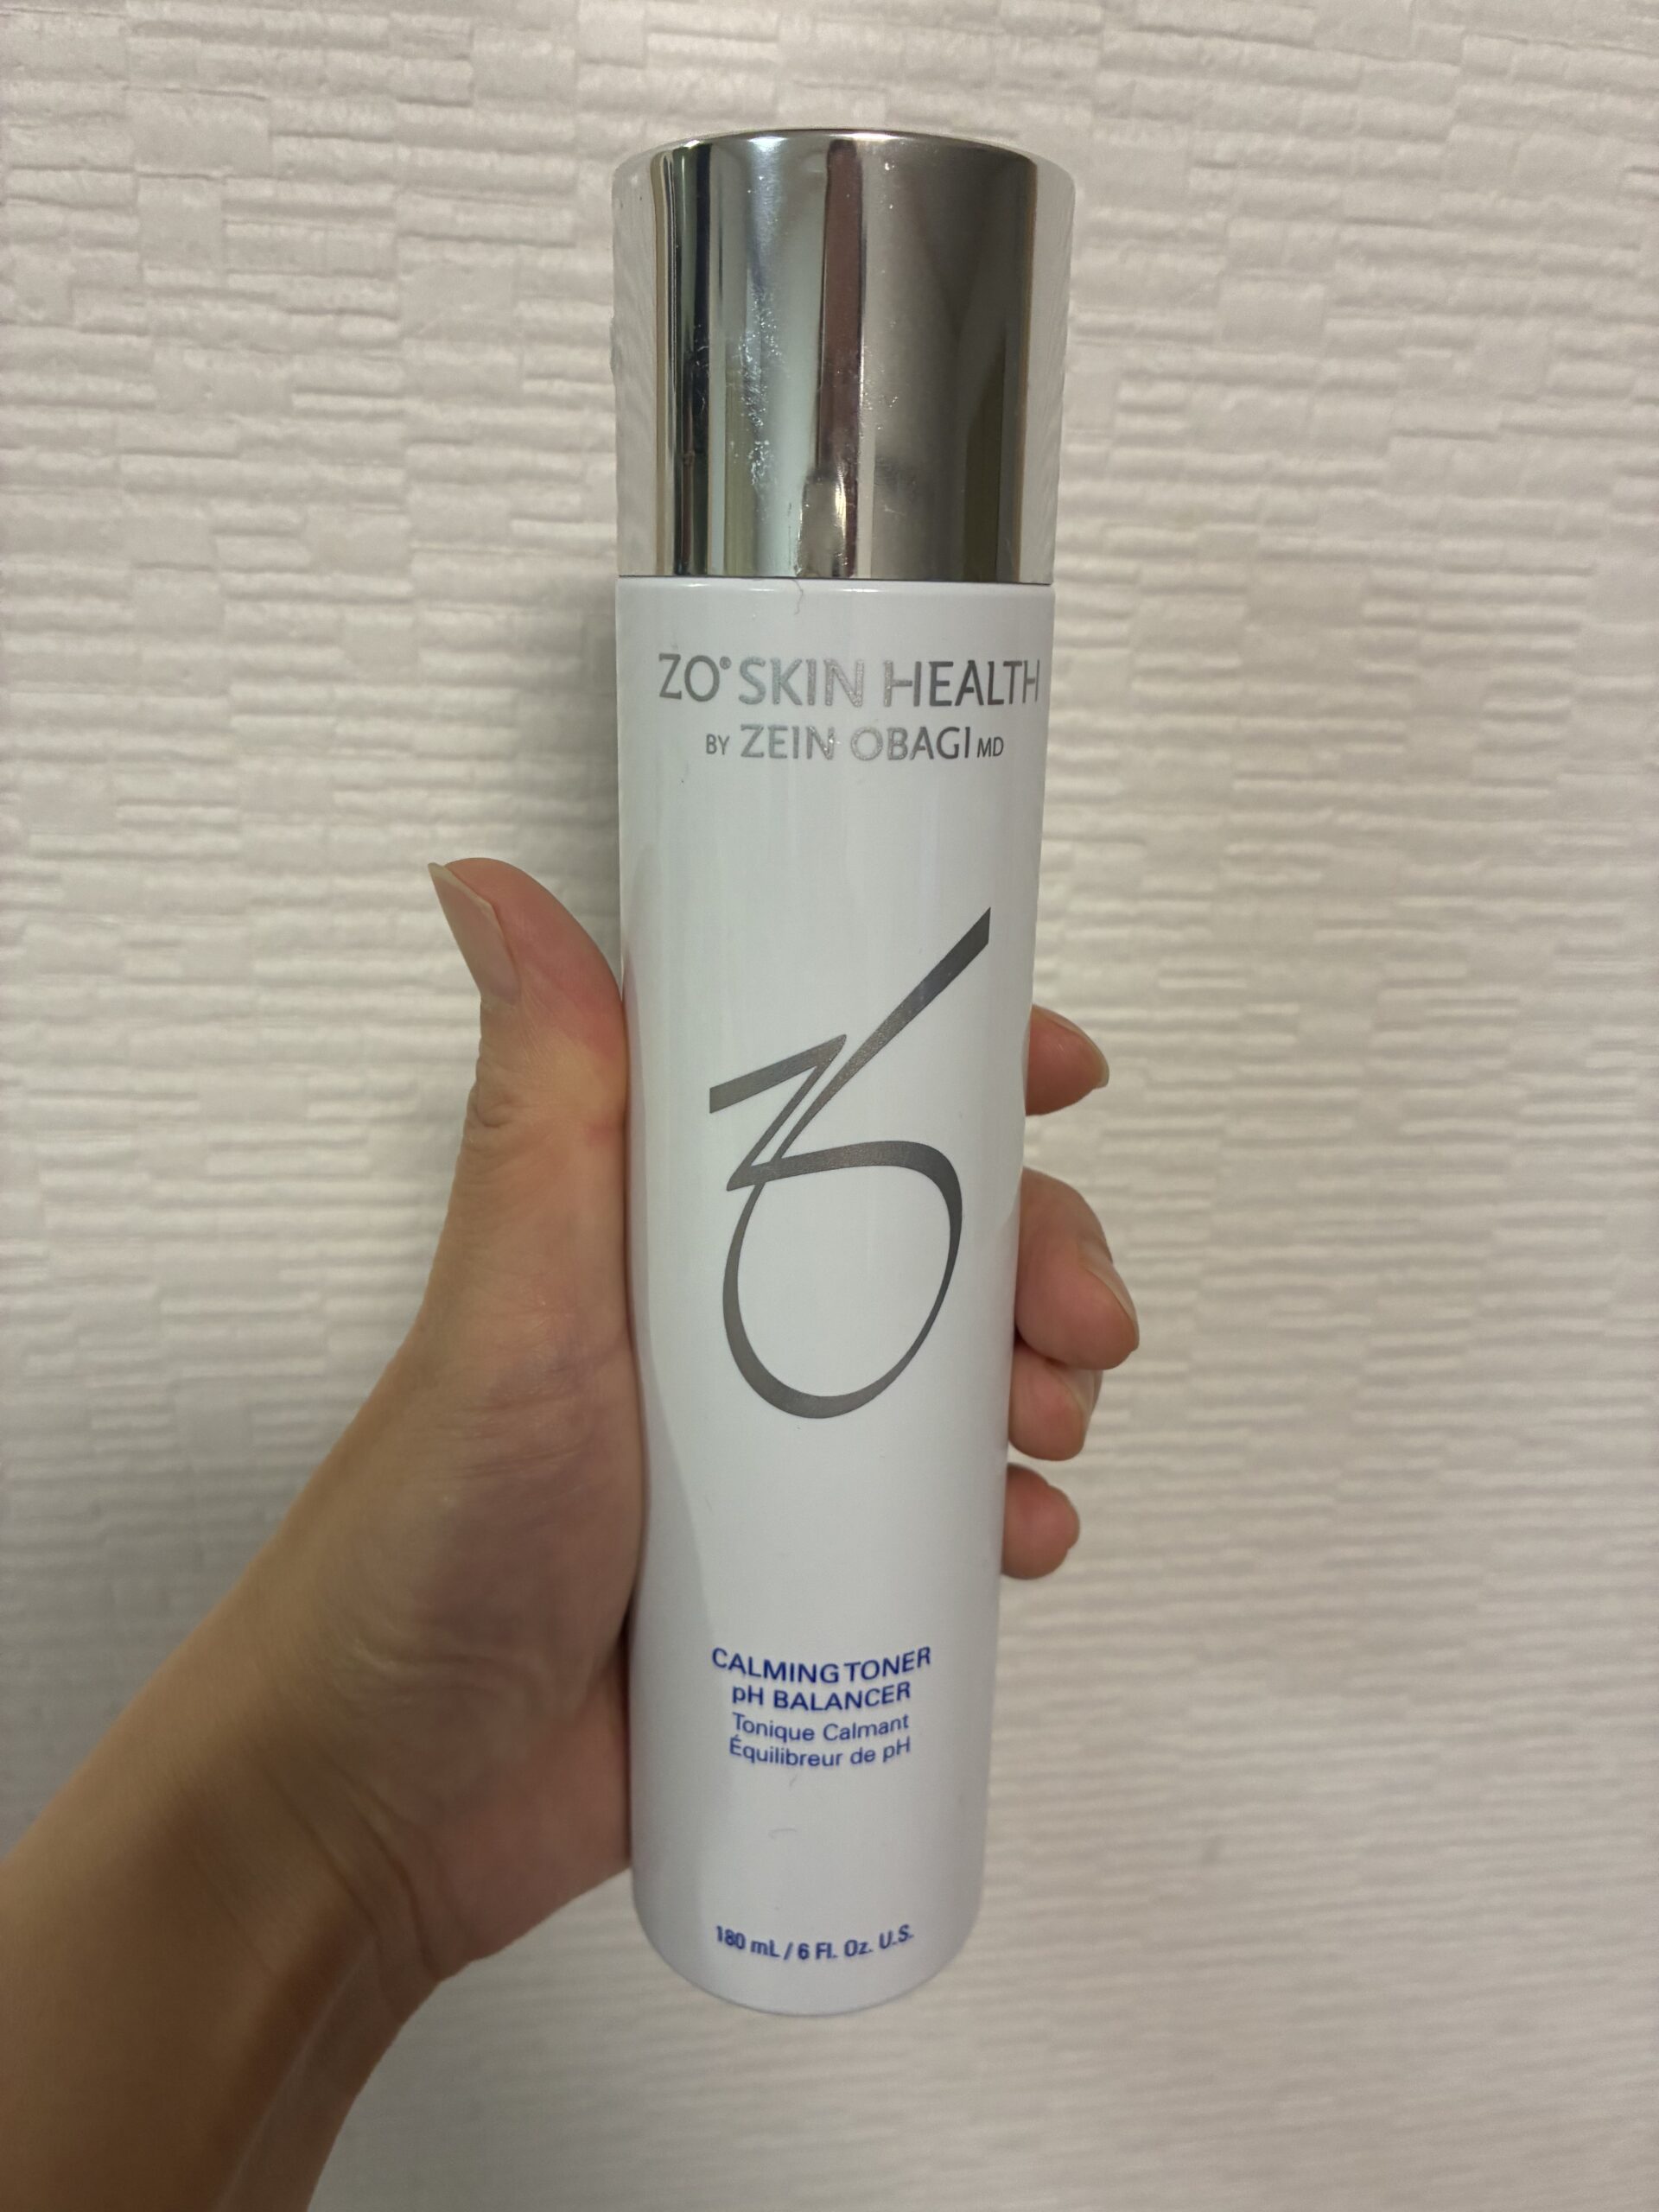 ZO® SKIN HEALTH
BY ZEIN OBAGI MD
CALMING TONER
pH BALANCER
Tonique Calmant
Équilibreur de pH
180 mL / 6 Fl. Oz. U.S.